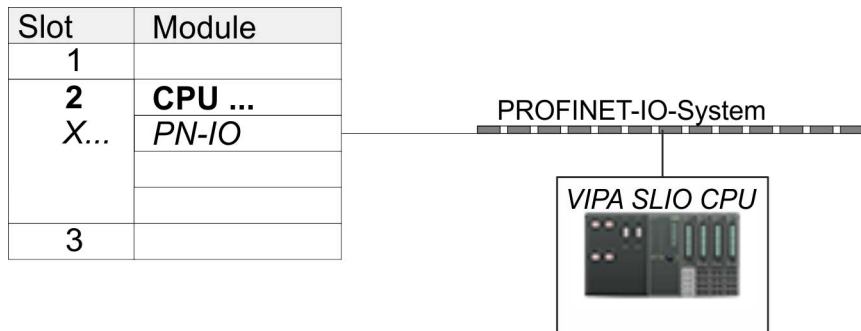 Slot Module
1
2 CPU ...
X... PN-IO
3
PROFINET-IO-System
VIPA SLIO CPU